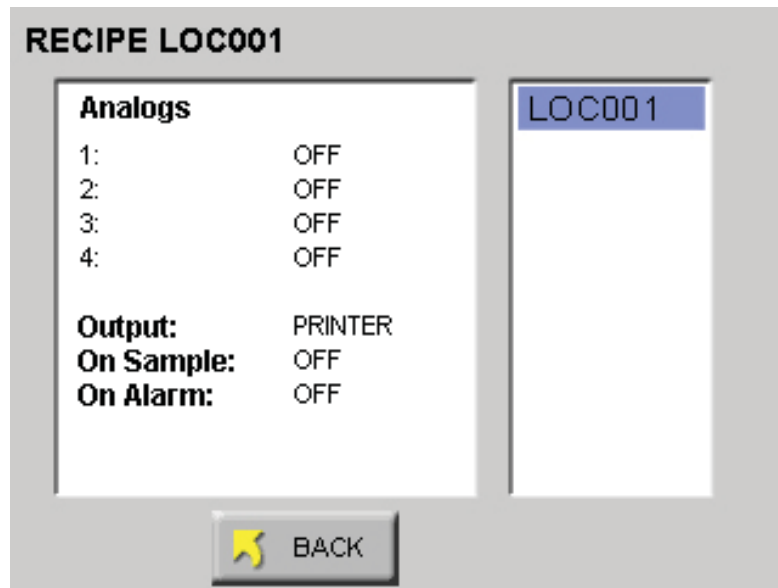 RECIPE LOC001
Analogs
1: OFF
2: OFF
3: OFF
4: OFF
Output: PRINTER
On Sample: OFF
On Alarm: OFF
LOC001
BACK